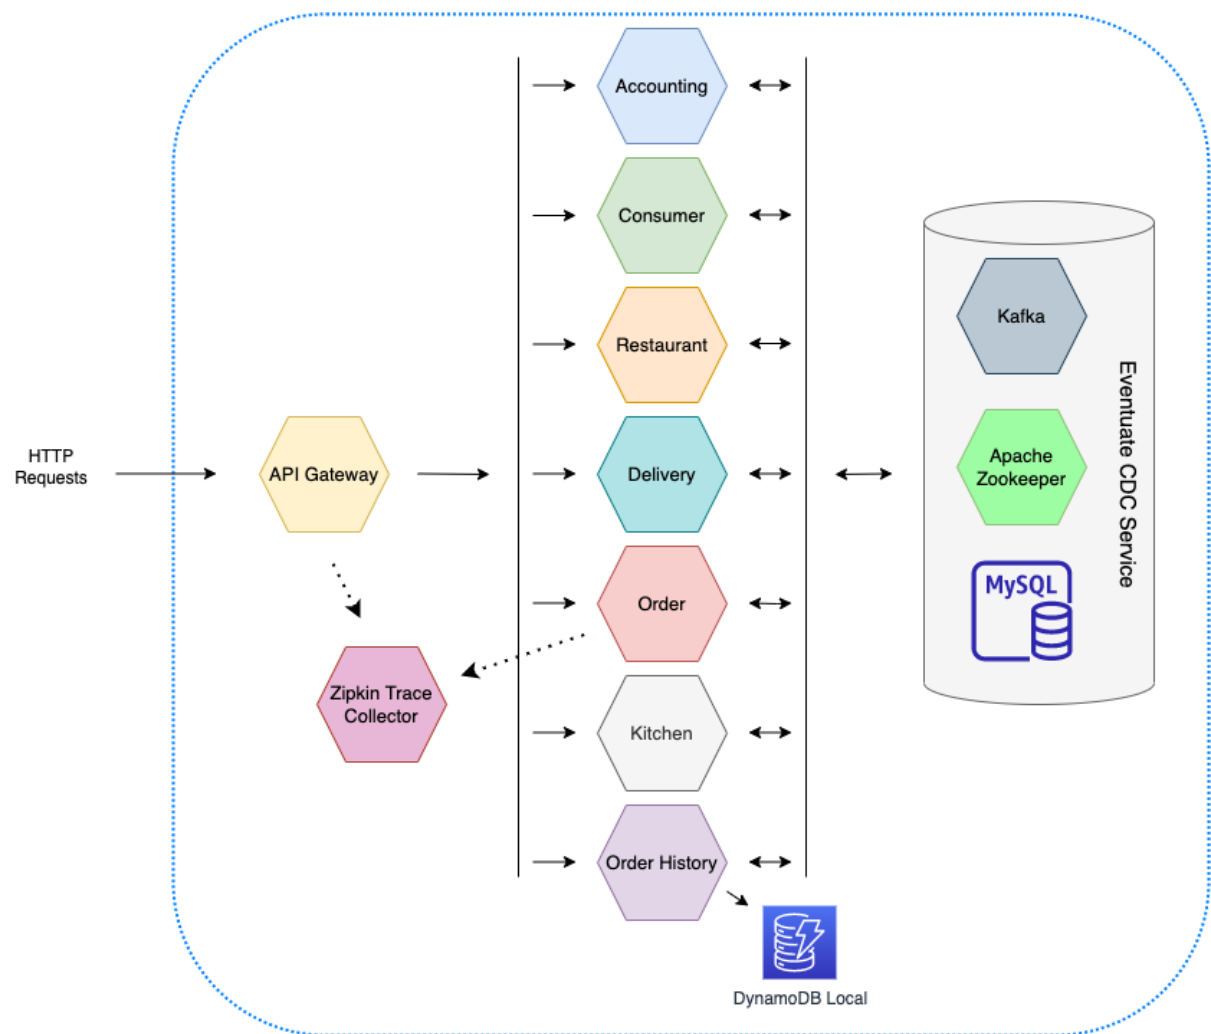 Accounting
Consumer
Restaurant
HTTP
Requests
API Gateway
Delivery
Order
Zipkin Trace
Collector
Kitchen
Order History
DynamoDB Local
Kafka
Apache
Zookeeper
MySQL
Eventuate CDC Service